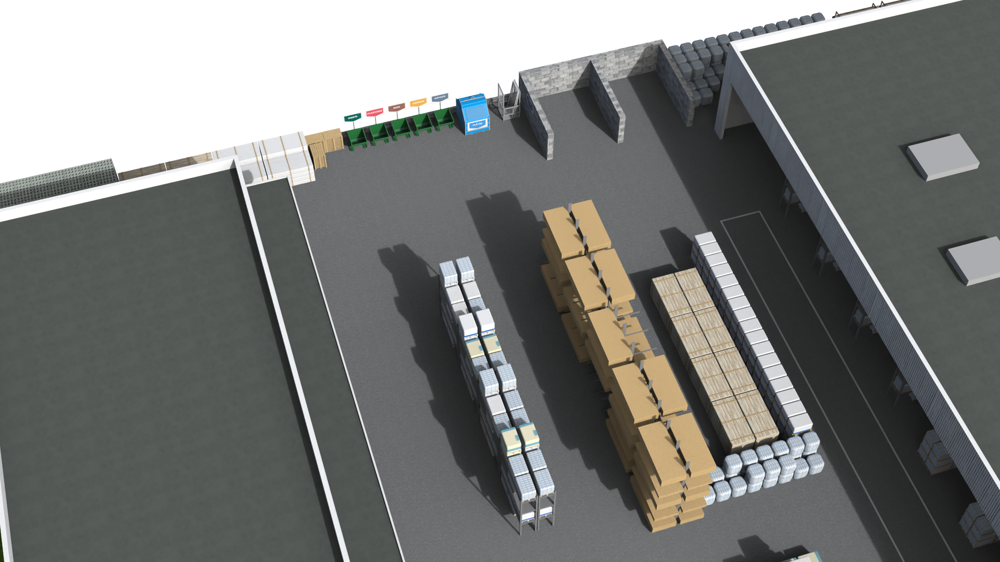 INERTE
PLASTIQUE
BOIS
CARTON
MÉTAUX
PLÂTRE